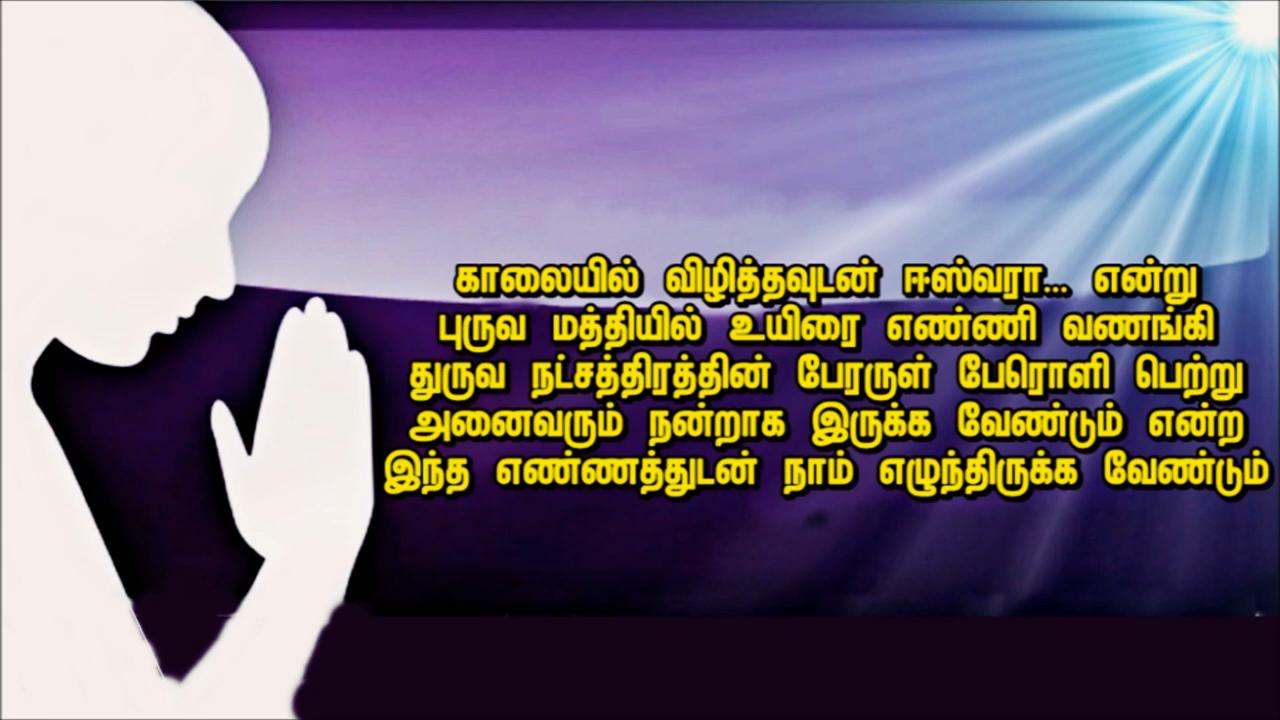 காலையில் விழித்தவுடன் ஈஸ்வரா... என்று
புருவ மத்தியில் உயிரை எண்ணி வணங்கி
துருவ நட்சத்திரத்தின் பேரருள் பேரொளி பெற்று
அனைவரும் நன்றாக இருக்க வேண்டும் என்ற
இந்த எண்ணத்துடன் நாம் எழுந்திருக்க வேண்டும்